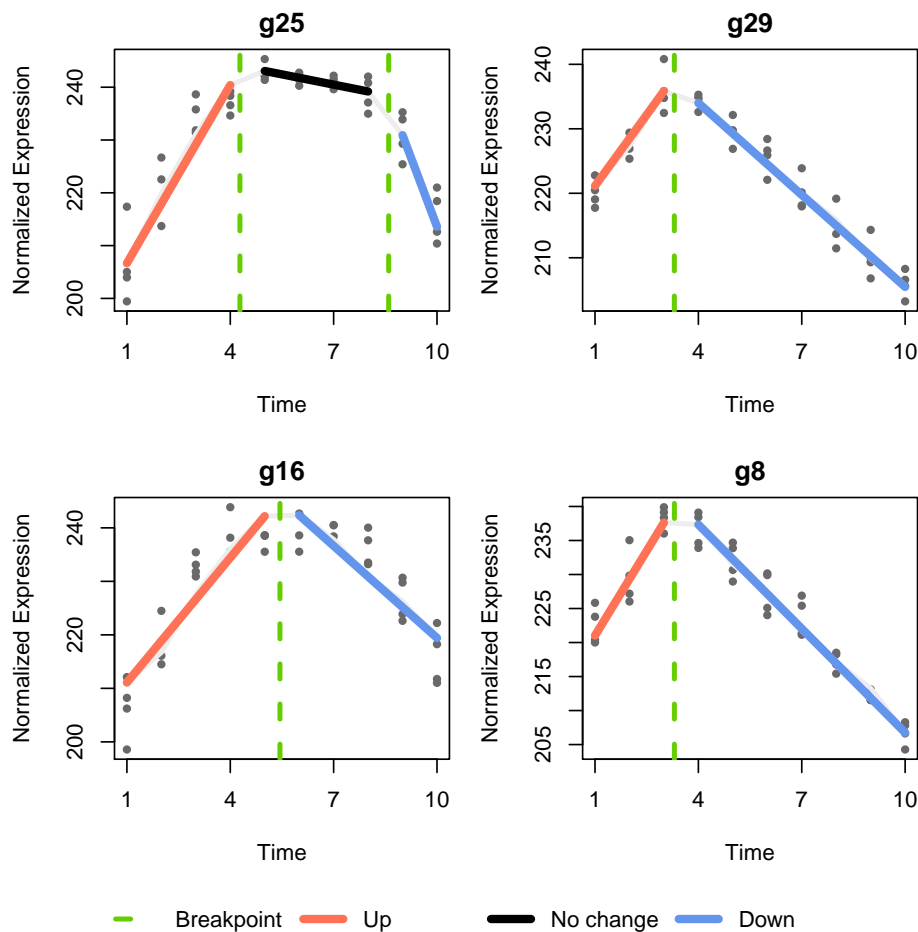 g25
Normalized Expression
200
220
240
1 4 7 10
Time
g29
Normalized Expression
210
220
230
240
1 4 7 10
Time
g16
Normalized Expression
200
220
240
1 4 7 10
Time
g8
Normalized Expression
205
215
225
235
1 4 7 10
Time
Breakpoint Up No change Down